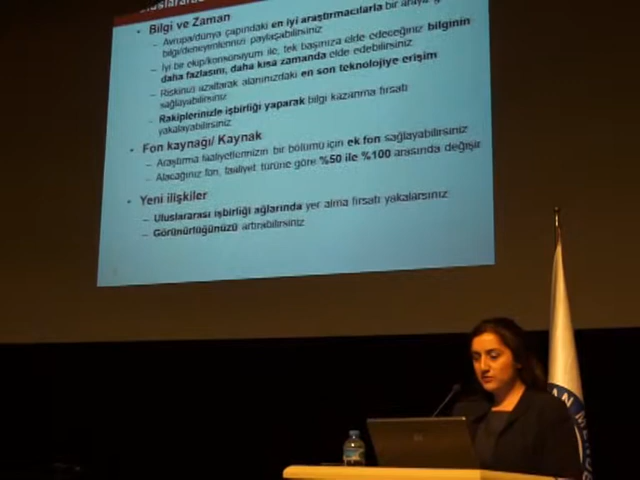 • Bilgi ve Zaman
– Avrupa/dünya çapındaki en iyi araştırmacılarla bir araya
bilgi/deneyimlerinizi paylaşabilirsiniz
– İyi bir ekip/konsorsiyum ile, tek başınıza elde edeceğiniz bilginin
daha fazlasını, daha kısa zamanda elde edebilirsiniz
– Riskinizi azaltarak alanınızdaki en son teknolojiye erişim
sağlayabilirsiniz
– Rakiplerinizle işbirliği yaparak bilgi kazanma fırsatı
yakalayabilirsiniz
• Fon kaynağı/ Kaynak
– Araştırma faaliyetlerinizin bir bölümü için ek fon sağlayabilirsiniz
– Alacağınız fon, faaliyet türüne göre %50 ile %100 arasında değişir
• Yeni ilişkiler
– Uluslararası işbirliği ağlarında yer alma fırsatı yakalarsınız
– Görünürlüğünüzü artırabilirsiniz